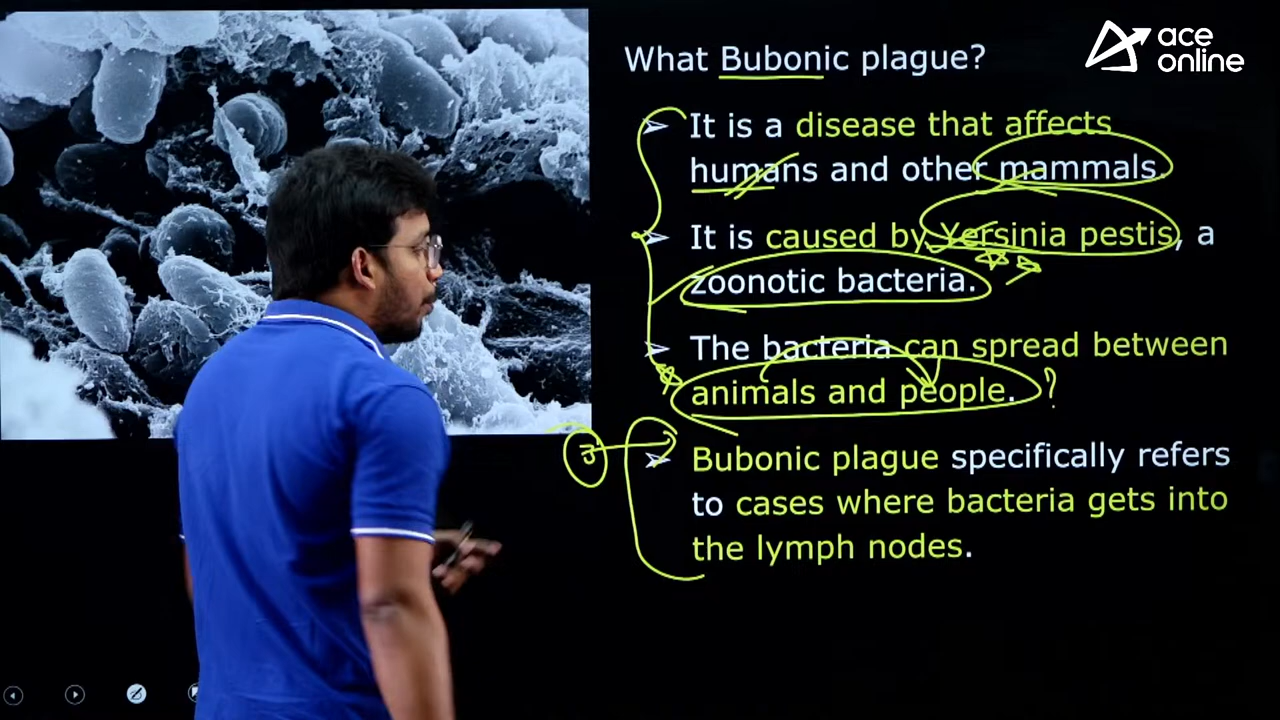 ace
online
What Bubonic plague?
➢ It is a disease that affects
humans and other mammals.
➢ It is caused by Yersinia pestis, a
zoonotic bacteria.
➢ The bacteria can spread between
animals and people. ?
3
➢ Bubonic plague specifically refers
to cases where bacteria gets into
the lymph nodes.